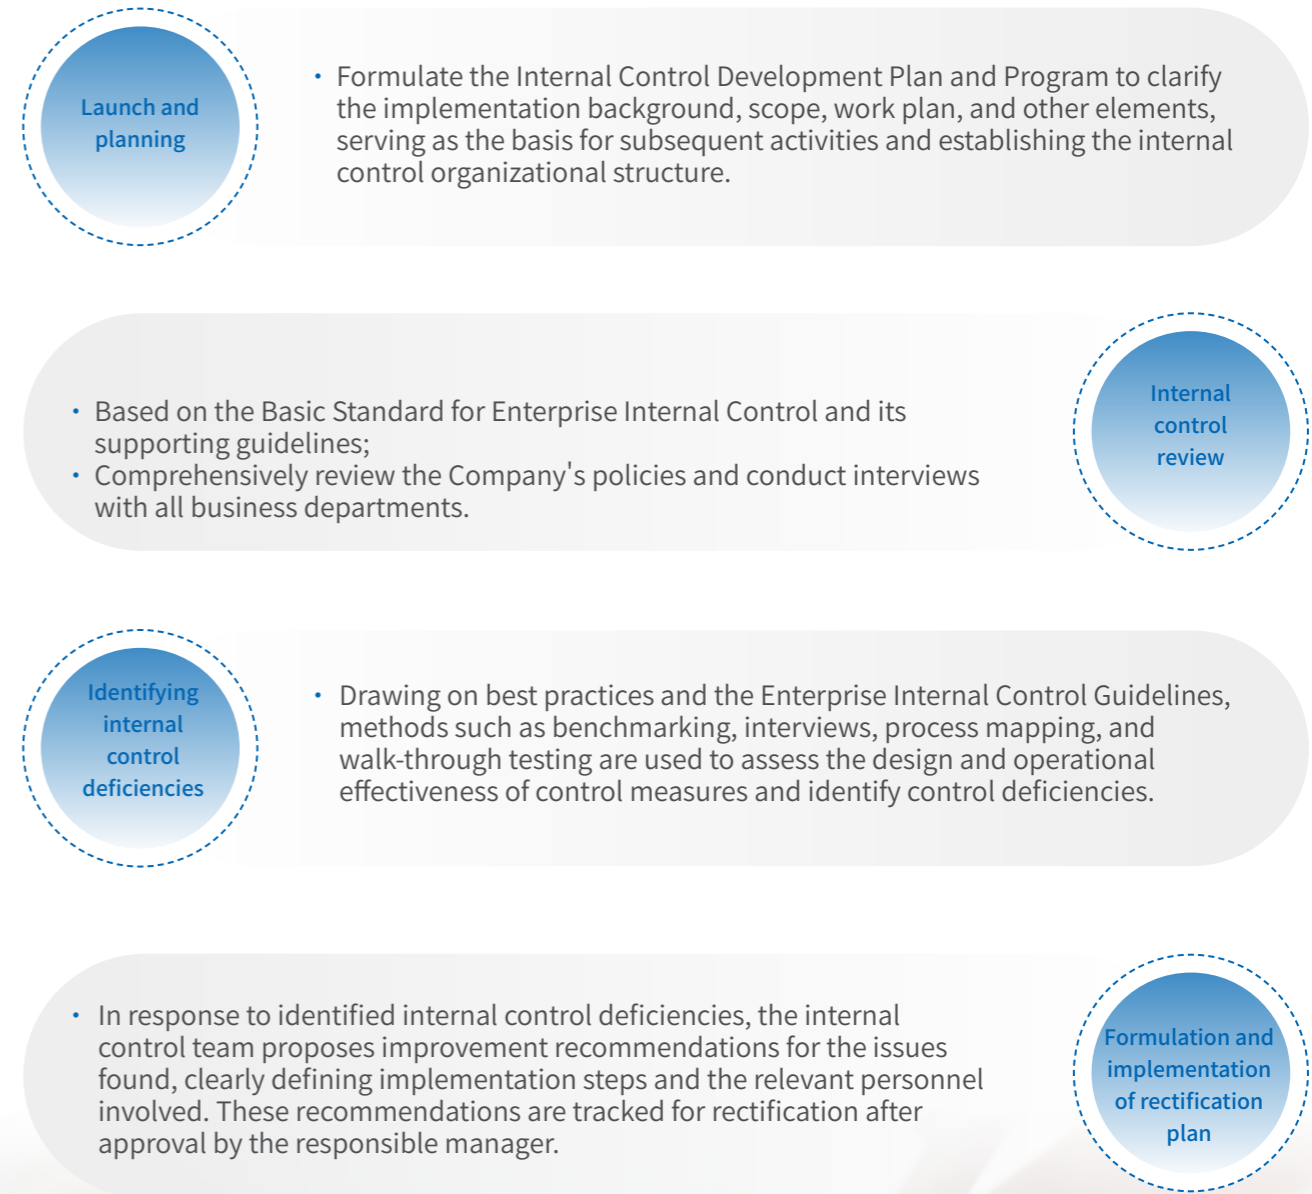 Launch and
planning
• Formulate the Internal Control Development Plan and Program to clarify
the implementation background, scope, work plan, and other elements,
serving as the basis for subsequent activities and establishing the internal
control organizational structure.
• Based on the Basic Standard for Enterprise Internal Control and its
supporting guidelines;
• Comprehensively review the Company's policies and conduct interviews
with all business departments.
Internal
control
review
Identifying
internal
control
deficiencies
• Drawing on best practices and the Enterprise Internal Control Guidelines,
methods such as benchmarking, interviews, process mapping, and
walk-through testing are used to assess the design and operational
effectiveness of control measures and identify control deficiencies.
• In response to identified internal control deficiencies, the internal
control team proposes improvement recommendations for the issues
found, clearly defining implementation steps and the relevant personnel
involved. These recommendations are tracked for rectification after
approval by the responsible manager.
Formulation and
implementation
of rectification
plan